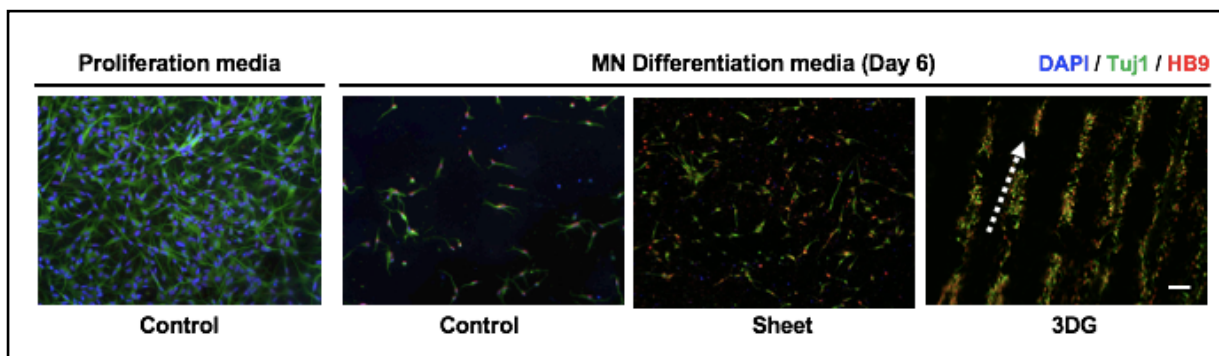 Proliferation media
MN Differentiation media (Day 6)
DAPI / Tuj1 / HB9
Control
Control
Sheet
3DG